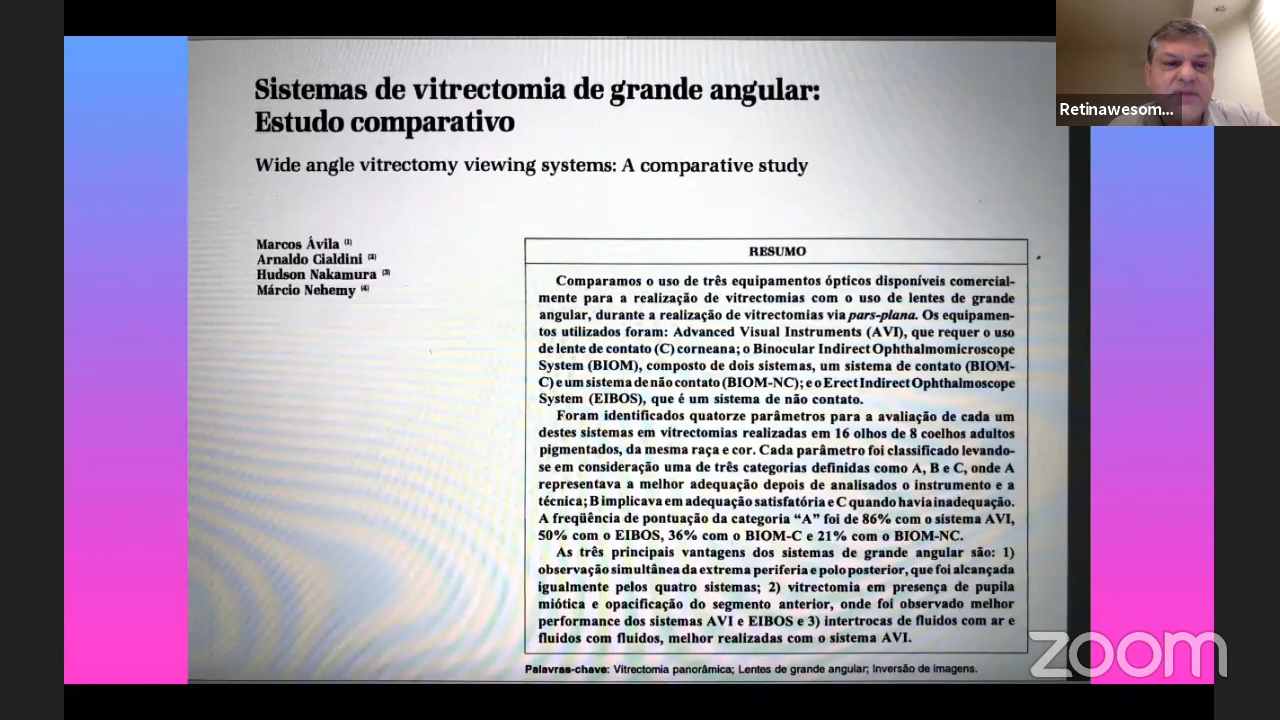 Retinawesom...
Sistemas de vitrectomia de grande angular:
Estudo comparativo
Wide angle vitrectomy viewing systems: A comparative study
Marcos Ávila (1)
Arnaldo Cialdini (2)
Hudson Nakamura (3)
Márcio Nehemy (4)
RESUMO
Comparamos o uso de três equipamentos ópticos disponíveis comercial-
mente para a realização de vitrectomias com o uso de lentes de grande
angular, durante a realização de vitrectomias via pars-plana. Os equipamen-
tos utilizados foram: Advanced Visual Instruments (AVI), que requer o uso
de lente de contato (C) corneana; o Binocular Indirect Ophthalmomicroscope
System (BIOM), composto de dois sistemas, um sistema de contato (BIOM-
C) e um sistema de não contato (BIOM-NC); e o Erect Indirect Ophthalmoscope
System (EIBOS), que é um sistema de não contato.
Foram identificados quatorze parâmetros para a avaliação de cada um
destes sistemas em vitrectomias realizadas em 16 olhos de 8 coelhos adultos
pigmentados, da mesma raça e cor. Cada parâmetro foi classificado levando-
se em consideração uma de três categorias definidas como A, B e C, onde A
representava a melhor adequação depois de analisados o instrumento e a
técnica; B implicava em adequação satisfatória e C quando havia inadequação.
A freqüência de pontuação da categoria “A” foi de 86% com o sistema AVI,
50% com o EIBOS, 36% com o BIOM-C e 21% com o BIOM-NC.
As três principais vantagens dos sistemas de grande angular são: 1)
observação simultânea da extrema periferia e polo posterior, que foi alcançada
igualmente pelos quatro sistemas; 2) vitrectomia em presença de pupila
miótica e opacificação do segmento anterior, onde foi observado melhor
performance dos sistemas AVI e EIBOS e 3) intertrocas de fluidos com ar e
fluidos com fluidos, melhor realizadas com o sistema AVI.
Palavras-chave: Vitrectomia panorâmica; Lentes de grande angular; Inversão de imagens.
zoom